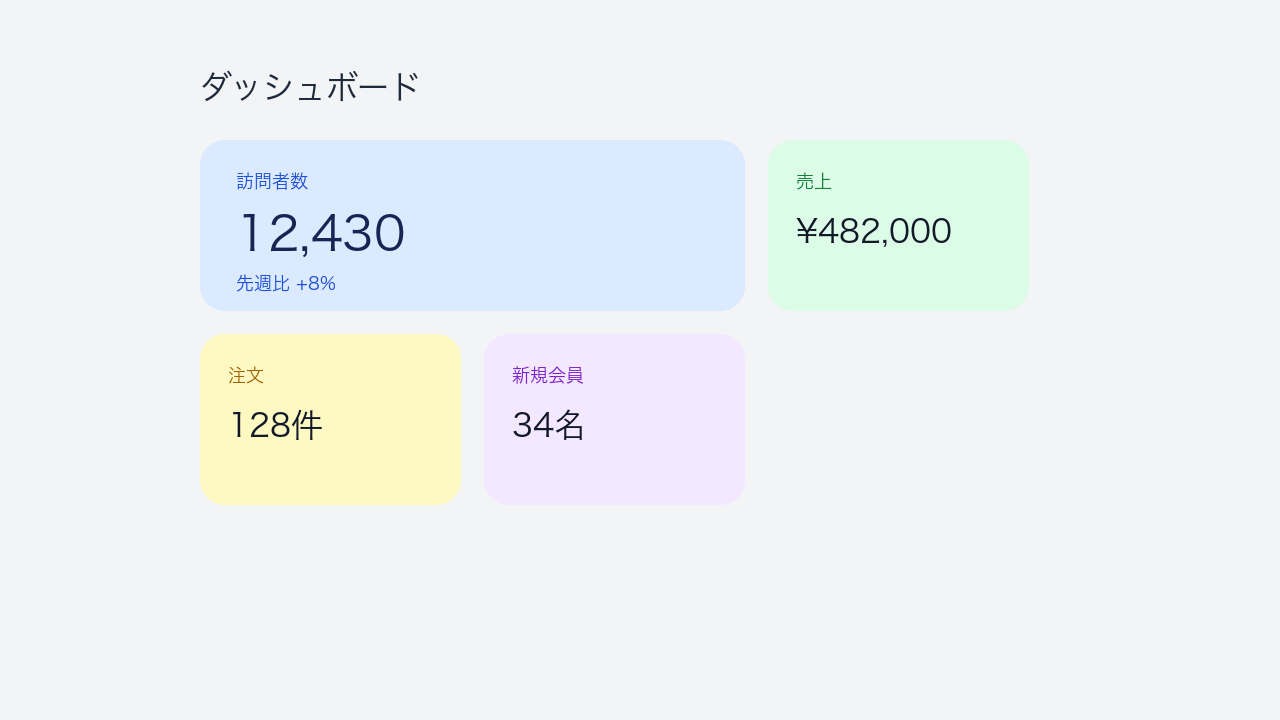 ダッシュボード
訪問者数
12,430
先週比 +8%
売上
¥482,000
注文
128件
新規会員
34名